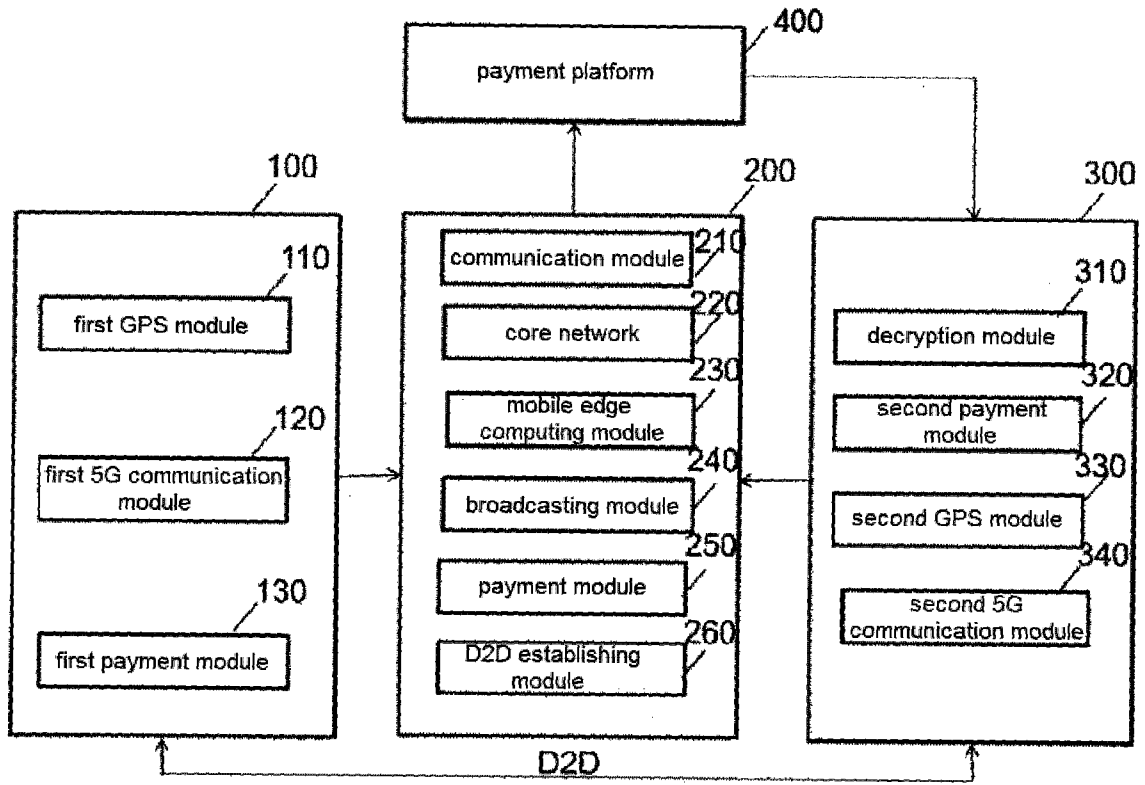 400
payment platform
100
110
first GPS module
120
first 5G communication
module
130
first payment module
200
210
communication module
220
core network
230
mobile edge
computing module
240
broadcasting module
250
payment module
260
D2D establishing
module
300
310
decryption module
320
second payment
module
330
second GPS module
340
second 5G
communication module
D2D